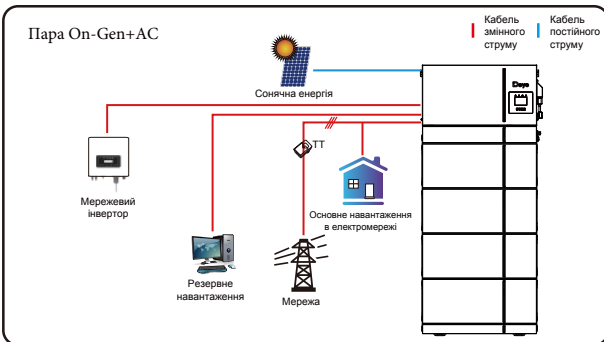 Пара On-Gen+AC
Кабель
змінного
струму
Кабель
постійного
струму
Сонячна енергія
Deye
ТТ
Мережевий
інвертор
Основне навантаження
в електромережі
Резервне
навантаження
Мережа